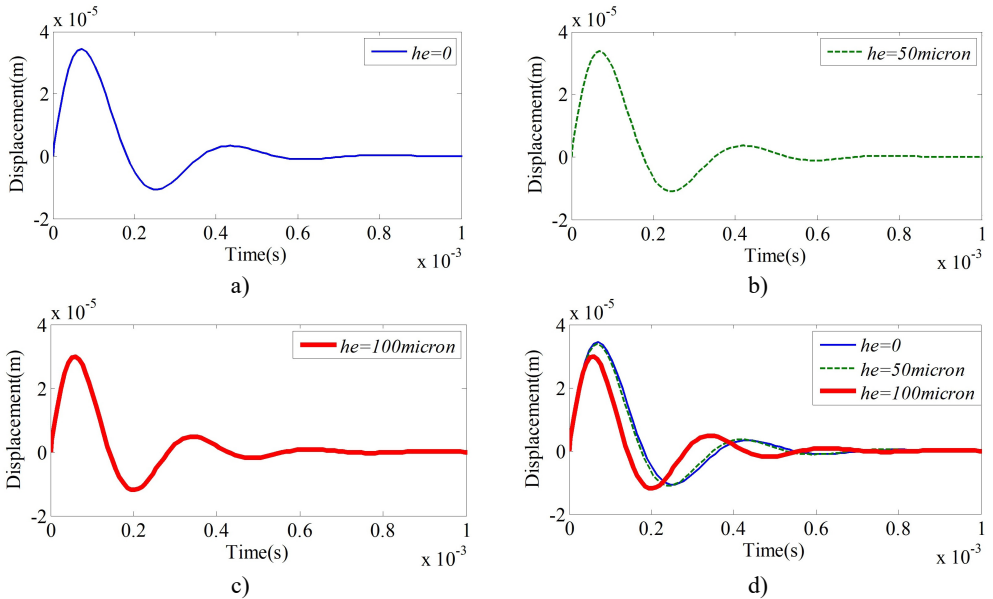 x 10-5
4
2
0
-2
Displacement(m)
he=0
0 0.2 0.4 0.6 0.8 1
Time(s)
x 10-3
a)
x 10-5
4
2
0
-2
Displacement(m)
he=50micron
0 0.2 0.4 0.6 0.8 1
Time(s)
x 10-3
b)
x 10-5
4
2
0
-2
Displacement(m)
he=100micron
0 0.2 0.4 0.6 0.8 1
Time(s)
x 10-3
c)
x 10-5
4
2
0
-2
Displacement(m)
he=0
he=50micron
he=100micron
0 0.2 0.4 0.6 0.8 1
Time(s)
x 10-3
d)